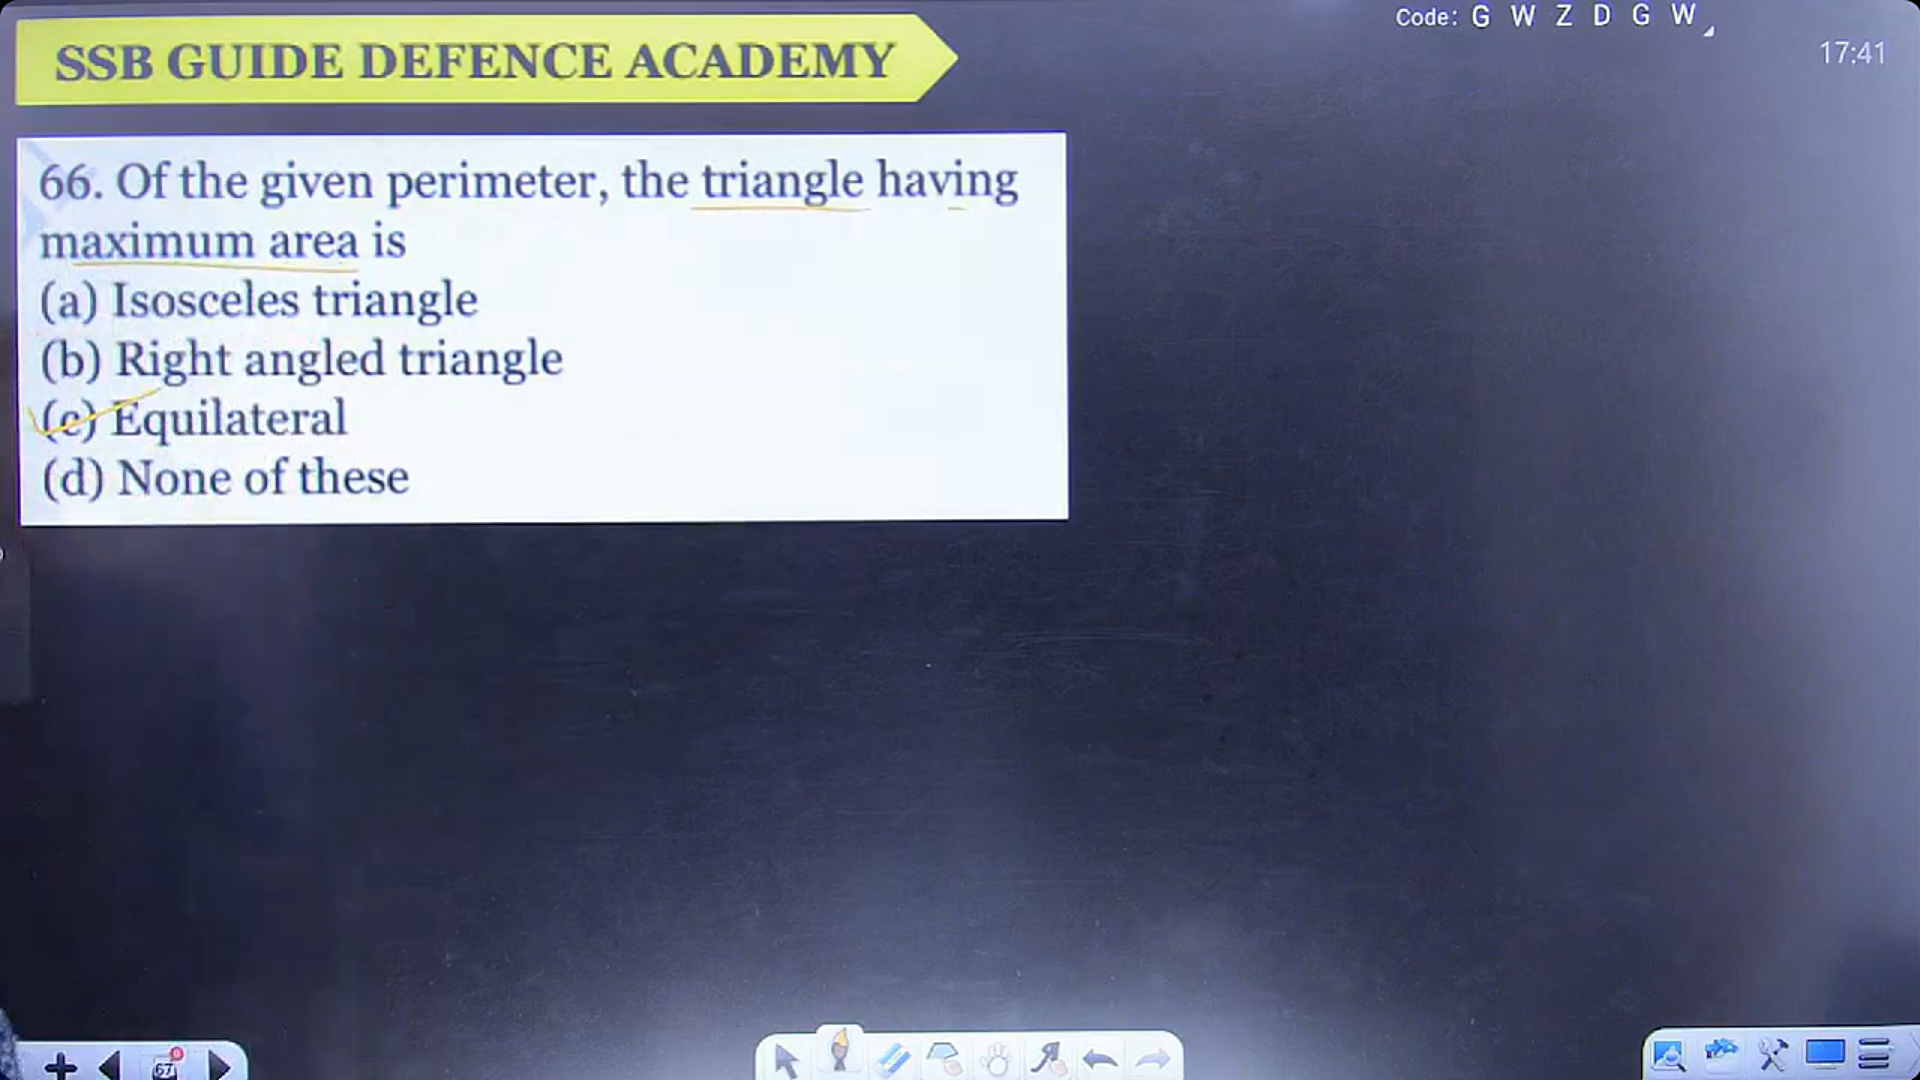 Code: G W Z D G W
SSB GUIDE DEFENCE ACADEMY
17:41
66. Of the given perimeter, the triangle having
maximum area is
(a) Isosceles triangle
(b) Right angled triangle
(c) Equilateral
(d) None of these
67